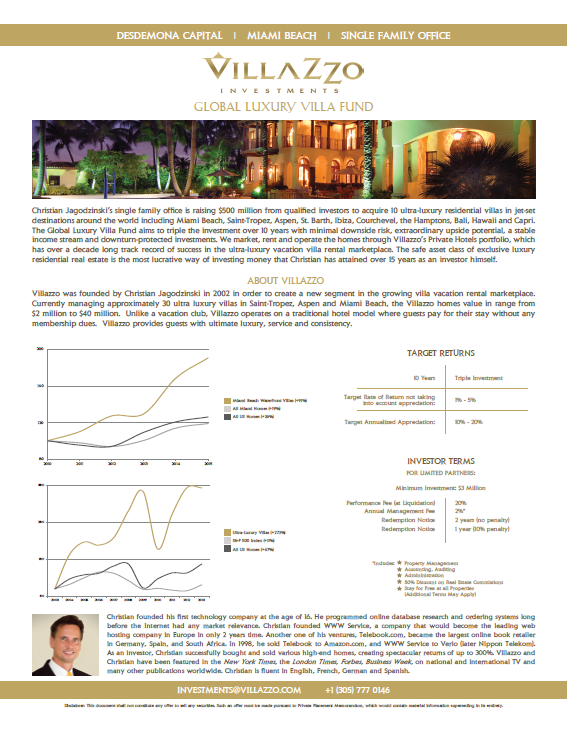 DESDEMONA CAPITAL | MIAMI BEACH | SINGLE FAMILY OFFICE
VILLAZZO
INVESTMENTS
GLOBAL LUXURY VILLA FUND
Christian Jagodzinski's single family office is raising $500 million from qualified investors to acquire 10 ultra-luxury residential villas in jet-set
destinations around the world including Miami Beach, Saint-Tropez, Aspen, St. Barth, Ibiza, Courchevel, the Hamptons, Bali, Hawaii and Capri.
The Global Luxury Villa Fund aims to triple the investment over 10 years with minimal downside risk, extraordinary upside potential, a stable
income stream and downturn-protected investments. We market, rent and operate the homes through Villazzo's Private Hotels portfolio, which
has over a decade long track record of success in the ultra-luxury vacation villa rental marketplace. The safe asset class of exclusive luxury
residential real estate is the most lucrative way of investing money that Christian has attained over 15 years as an investor himself.
ABOUT VILLAZZO
Villazzo was founded by Christian Jagodzinski in 2002 in order to create a new segment in the growing villa vacation rental marketplace.
Currently managing approximately 30 ultra luxury villas in Saint-Tropez, Aspen and Miami Beach, the Villazzo homes value in range from
$2 million to $40 million. Unlike a vacation club, Villazzo operates on a traditional hotel model where guests pay for their stay without any
membership dues. Villazzo provides guests with ultimate luxury, service and consistency.
2010 2011 2012 2013 2014 2015
Miami Beach Waterfront Villas
All Miami Homes
All US Homes
TARGET RETURNS
10 Years Triple Investment
Target Rate of Return not taking
into account appreciation: 1% - 5%
Target Annualized Appreciation: 10% - 20%
INVESTOR TERMS
FOR LIMITED PARTNERS:
Minimum Investment: $3 Million
Performance Fee (at Liquidation) 20%
Annual Management Fee 2%*
Redemption Notice 2 years (no penalty)
Redemption Notice 1 year (10% penalty)
Ultra-Luxury Villas
S&P 500 Index
All US Homes
*Includes: ★ Property Management
★ Accounting, Auditing
★ Administration
★ 50% Discount on Real Estate Comissions
★ Stay for Free at all Properties
(Additional Terms May Apply)
Christian founded his first technology company at the age of 16. He programmed online database research and ordering systems long
before the Internet had any market relevance. Christian founded WWW Service, a company that would become the leading web
hosting company in Europe in only 2 years time. Another one of his ventures, Telebook.com, became the largest online book retailer
in Germany, Spain, and South Africa. In 1998, he sold Telebook to Amazon.com, and WWW Service to Verio (later Nippon Telekom).
As an investor, Christian successfully bought and sold various high-end homes, creating spectacular returns of up to 300%. Villazzo and
Christian have been featured in the New York Times, the London Times, Forbes, Business Week, on national and international TV and
many other publications worldwide. Christian is fluent in English, French, German and Spanish.
INVESTMENTS@VILLAZZO.COM +1 (305) 777 0146
Disclaimer: This document shall not constitute any offer to sell any securities. Such an offer must be made pursuant to Private Placement Memorandum, which would contain material information superseding in its entirety.